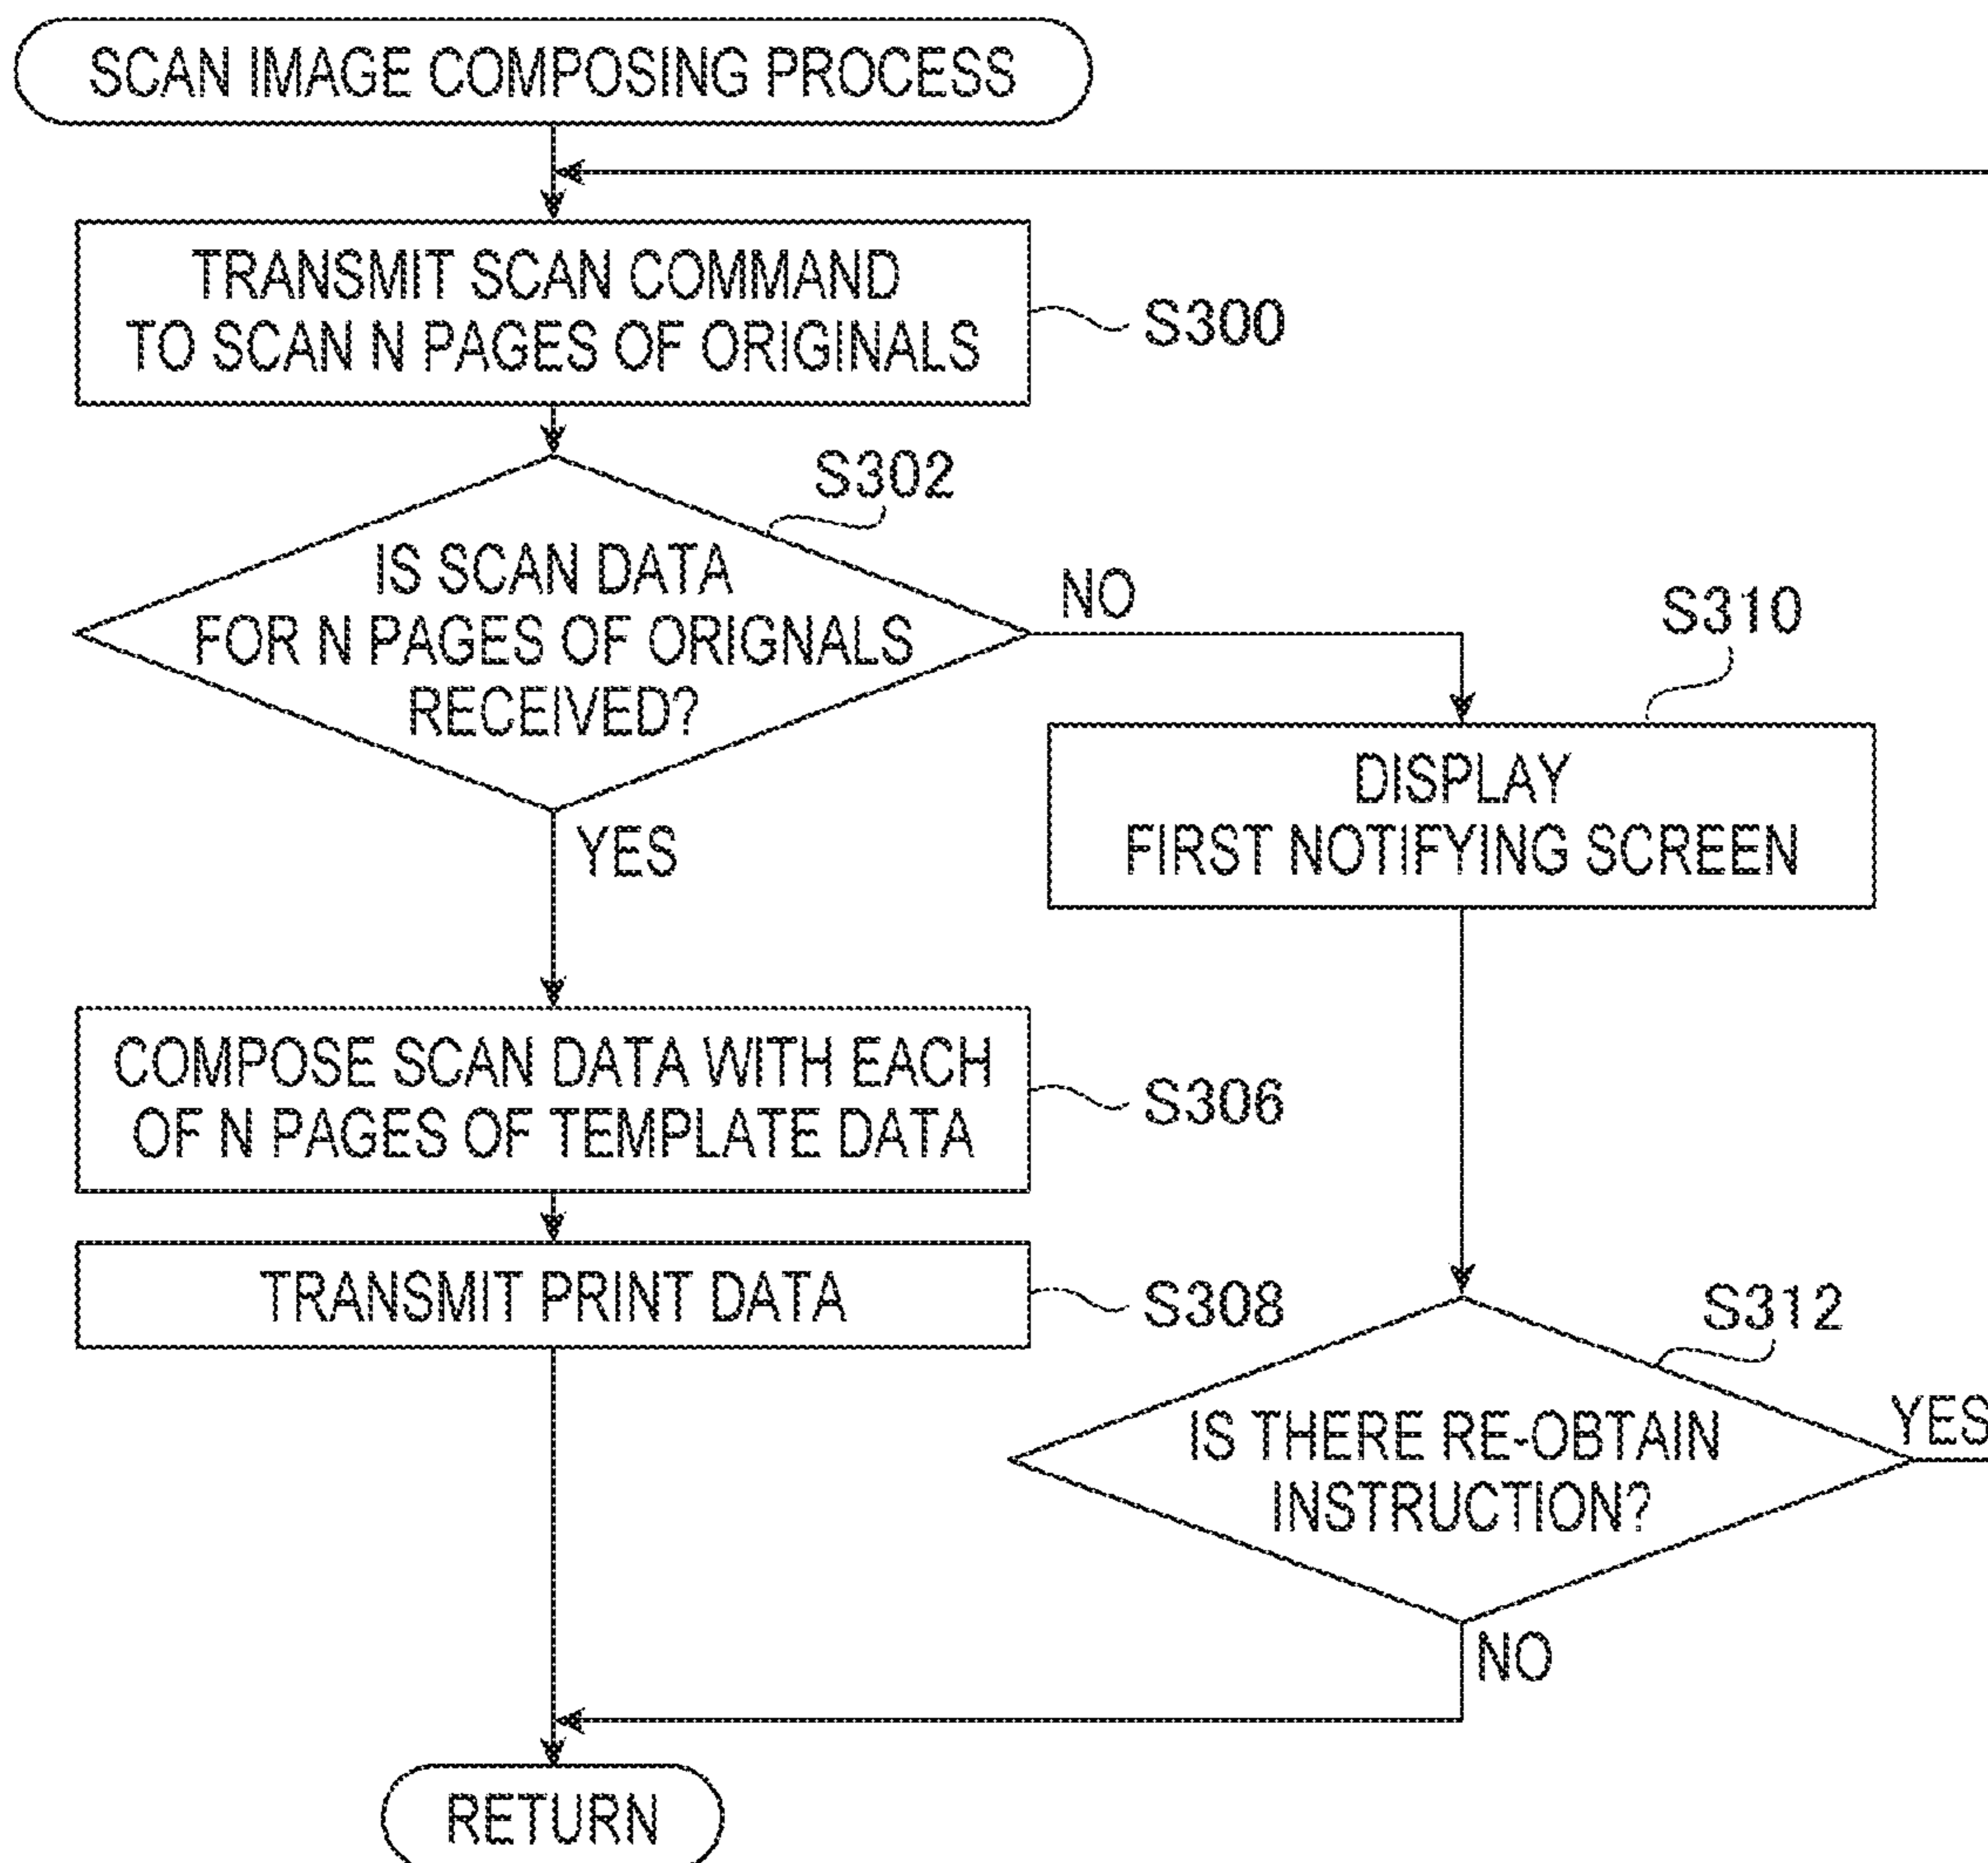 SCAN IMAGE COMPOSING PROCESS
TRANSMIT SCAN COMMAND
TO SCAN N PAGES OF ORIGINALS
S300
S302
IS SCAN DATA
FOR N PAGES OF ORIGNALS
RECEIVED?
NO
YES
S310
DISPLAY
FIRST NOTIFYING SCREEN
COMPOSE SCAN DATA WITH EACH
OF N PAGES OF TEMPLATE DATA
S306
TRANSMIT PRINT DATA
S308
S312
IS THERE RE-OBTAIN
INSTRUCTION?
YES
NO
RETURN